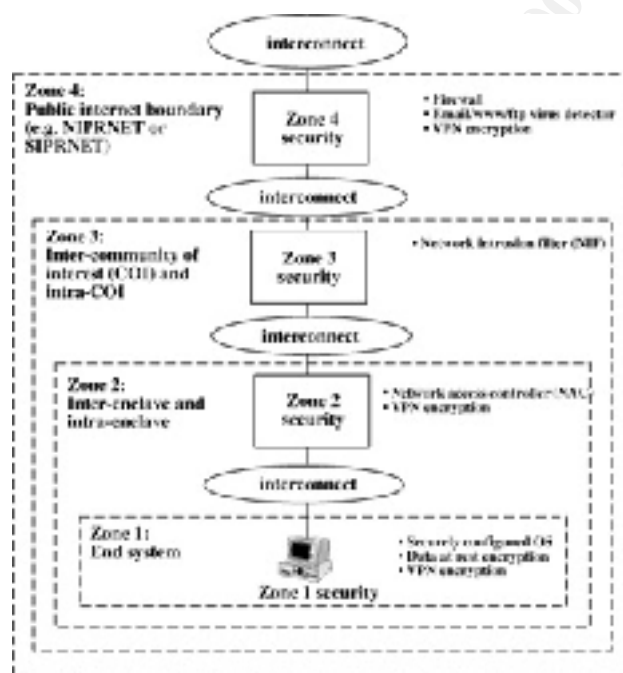 interconnect
Zone 4:
Public internet boundary
(e.g. NIPRNET or
SIPRNET)
Zone 4
security
• Firewall
• Email/www/ftp virus detector
• VPN encryption
interconnect
Zone 3:
Inter-community of
interest (COI) and
intra-COI
Zone 3
security
• Network intrusion filter (NIF)
interconnect
Zone 2:
Inter-enclave and
intra-enclave
Zone 2
security
• Network access controller (NAC)
• VPN encryption
interconnect
Zone 1:
End system
• Securely configured OS
• Data at rest encryption
• VPN encryption
Zone 1 security